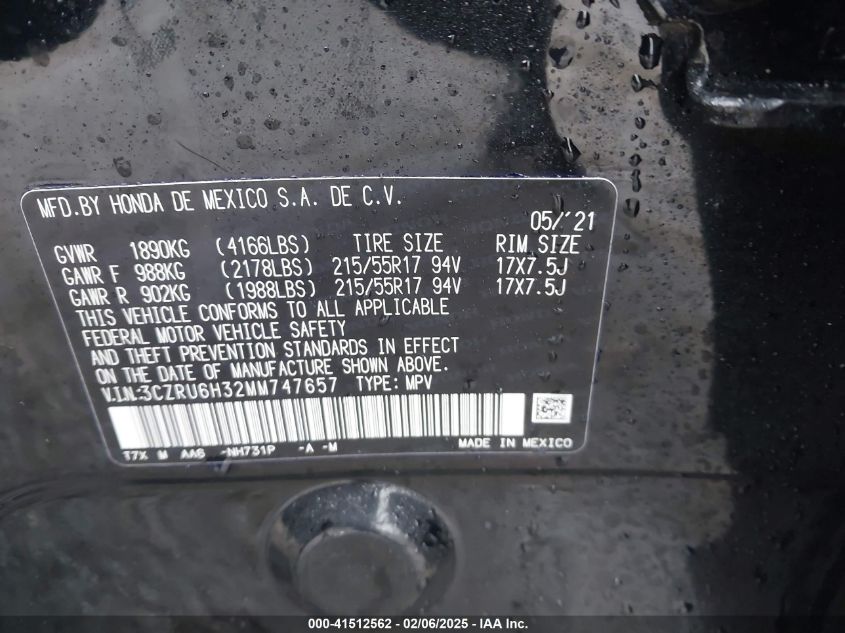 MFD.BY HONDA DE MEXICO S.A. DE C.V.
05/'21
GVWR 1890KG (4166LBS) TIRE SIZE RIM SIZE
GAWR F 988KG (2178LBS) 215/55R17 94V 17X7.5J
GAWR R 902KG (1988LBS) 215/55R17 94V 17X7.5J
THIS VEHICLE CONFORMS TO ALL APPLICABLE
FEDERAL MOTOR VEHICLE SAFETY
AND THEFT PREVENTION STANDARDS IN EFFECT
ON THE DATE OF MANUFACTURE SHOWN ABOVE.
V.I.N:3CZRU6H32MM747657 TYPE: MPV
T7X M AA6 -NH731P -A -M
MADE IN MEXICO
000-41512562 - 02/06/2025 - IAA Inc.